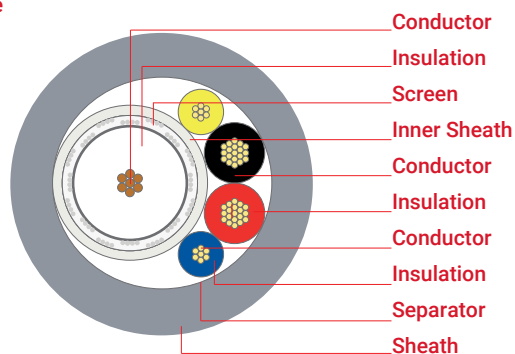 e
Conductor
Insulation
Screen
Inner Sheath
Conductor
Insulation
Conductor
Insulation
Separator
Sheath